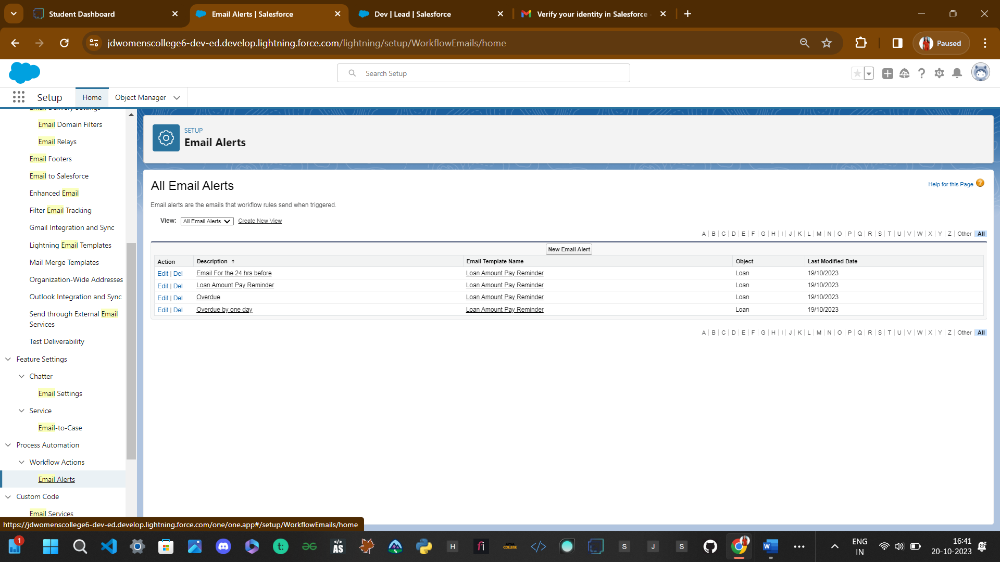 Student Dashboard
Email Alerts | Salesforce
Dev | Lead | Salesforce
Verify your identity in Salesforce
jdwomenscollege6-dev-ed.develop.lightning.force.com/lightning/setup/WorkflowEmails/home
Paused
Search Setup
Setup
Home
Object Manager
Email Delivery Settings
Email Domain Filters
Email Relays
Email Footers
Email to Salesforce
Enhanced Email
Filter Email Tracking
Gmail Integration and Sync
Lightning Email Templates
Mail Merge Templates
Organization-Wide Addresses
Outlook Integration and Sync
Send through External Email
Services
Test Deliverability
Feature Settings
Chatter
Email Settings
Service
Email-to-Case
Process Automation
Workflow Actions
Email Alerts
Custom Code
Email Services
SETUP
Email Alerts
All Email Alerts
Help for this Page
Email alerts are the emails that workflow rules send when triggered.
View: All Email Alerts Create New View
A | B | C | D | E | F | G | H | I | J | K | L | M | N | O | P | Q | R | S | T | U | V | W | X | Y | Z | Other | All
New Email Alert
Action Description Email Template Name Object Last Modified Date
Edit | Del Email For the 24 hrs before Loan Amount Pay Reminder Loan 19/10/2023
Edit | Del Loan Amount Pay Reminder Loan Amount Pay Reminder Loan 19/10/2023
Edit | Del Overdue Loan Amount Pay Reminder Loan 19/10/2023
Edit | Del Overdue by one day Loan Amount Pay Reminder Loan 19/10/2023
A | B | C | D | E | F | G | H | I | J | K | L | M | N | O | P | Q | R | S | T | U | V | W | X | Y | Z | Other | All
https://jdwomenscollege6-dev-ed.develop.lightning.force.com/one/one.app#/setup/WorkflowEmails/home
1
t:
</> AS
H
fi
APNA COLLEGE
</>
S
J
S
W
ENG
IN
16:41
20-10-2023